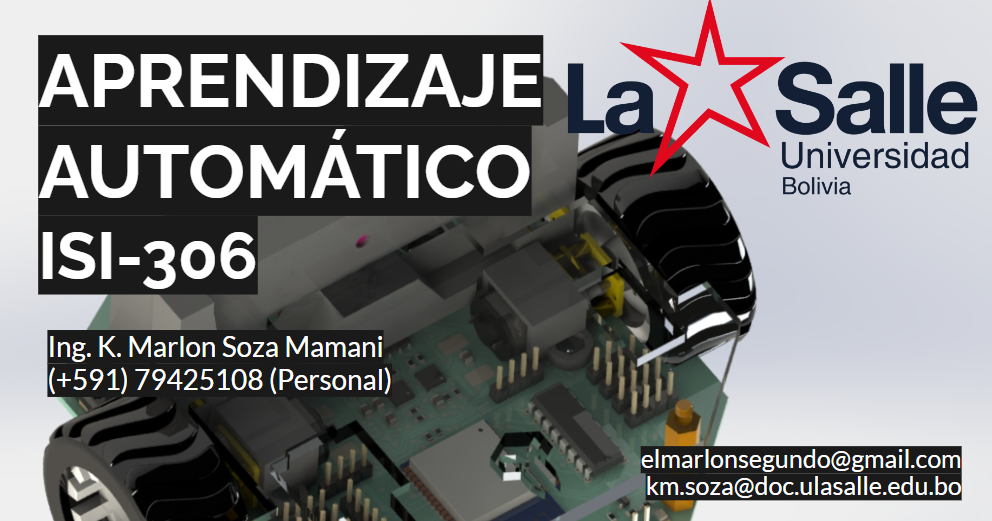 APRENDIZAJE
AUTOMÁTICO
ISI-306
La Salle
Universidad
Bolivia
Ing. K. Marlon Soza Mamani
(+591) 79425108 (Personal)
elmarlonsegundo@gmail.com
km.soza@doc.ulasalle.edu.bo